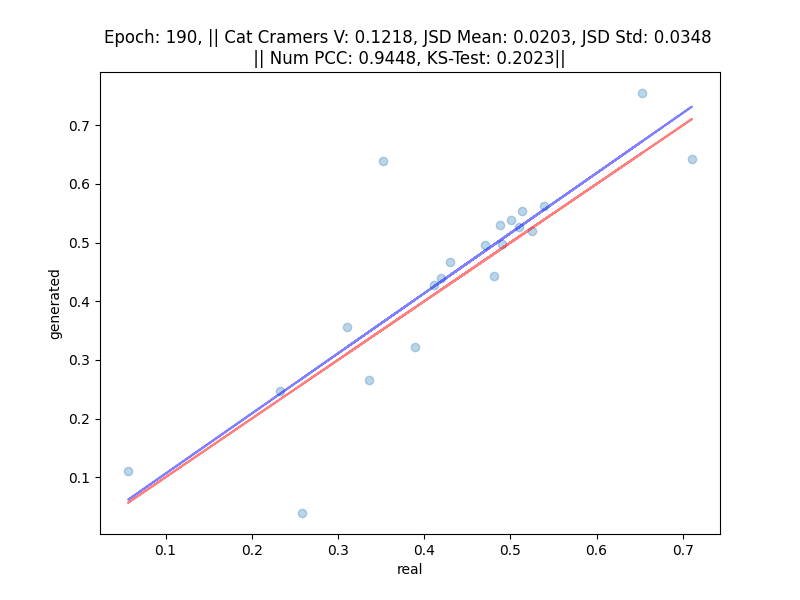 Epoch: 190, || Cat Cramers V: 0.1218, JSD Mean: 0.0203, JSD Std: 0.0348
|| Num PCC: 0.9448, KS-Test: 0.2023||
0.7
0.6
0.5
0.4
0.3
0.2
0.1
generated
0.1 0.2 0.3 0.4 0.5 0.6 0.7
real